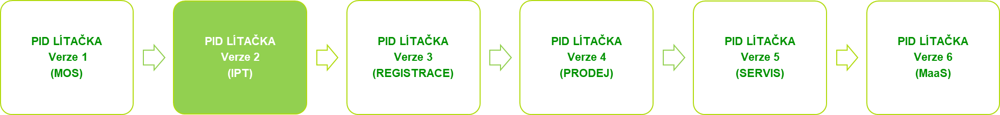 PID LÍTAČKA
Verze 1
(MOS)
PID LÍTAČKA
Verze 2
(IPT)
PID LÍTAČKA
Verze 3
(REGISTRACE)
PID LÍTAČKA
Verze 4
(PRODEJ)
PID LÍTAČKA
Verze 5
(SERVIS)
PID LÍTAČKA
Verze 6
(MaaS)